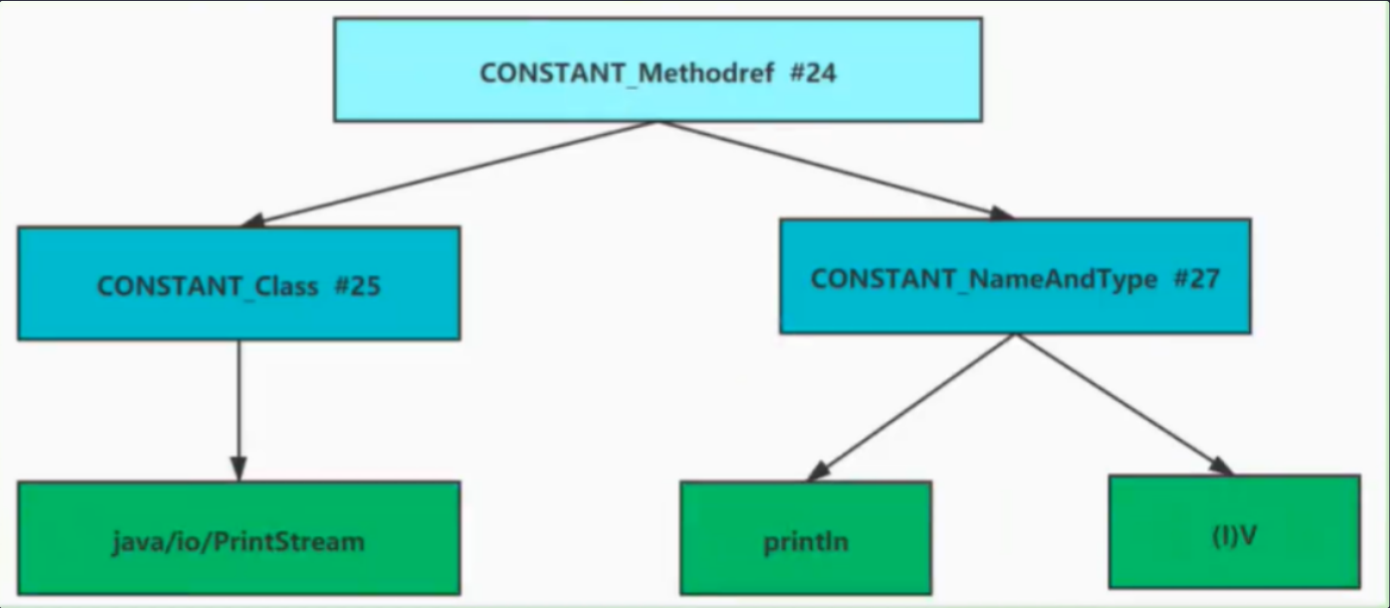 CONSTANT_Methodref #24
CONSTANT_Class #25
CONSTANT_NameAndType #27
java/io/PrintStream
println
(I)V